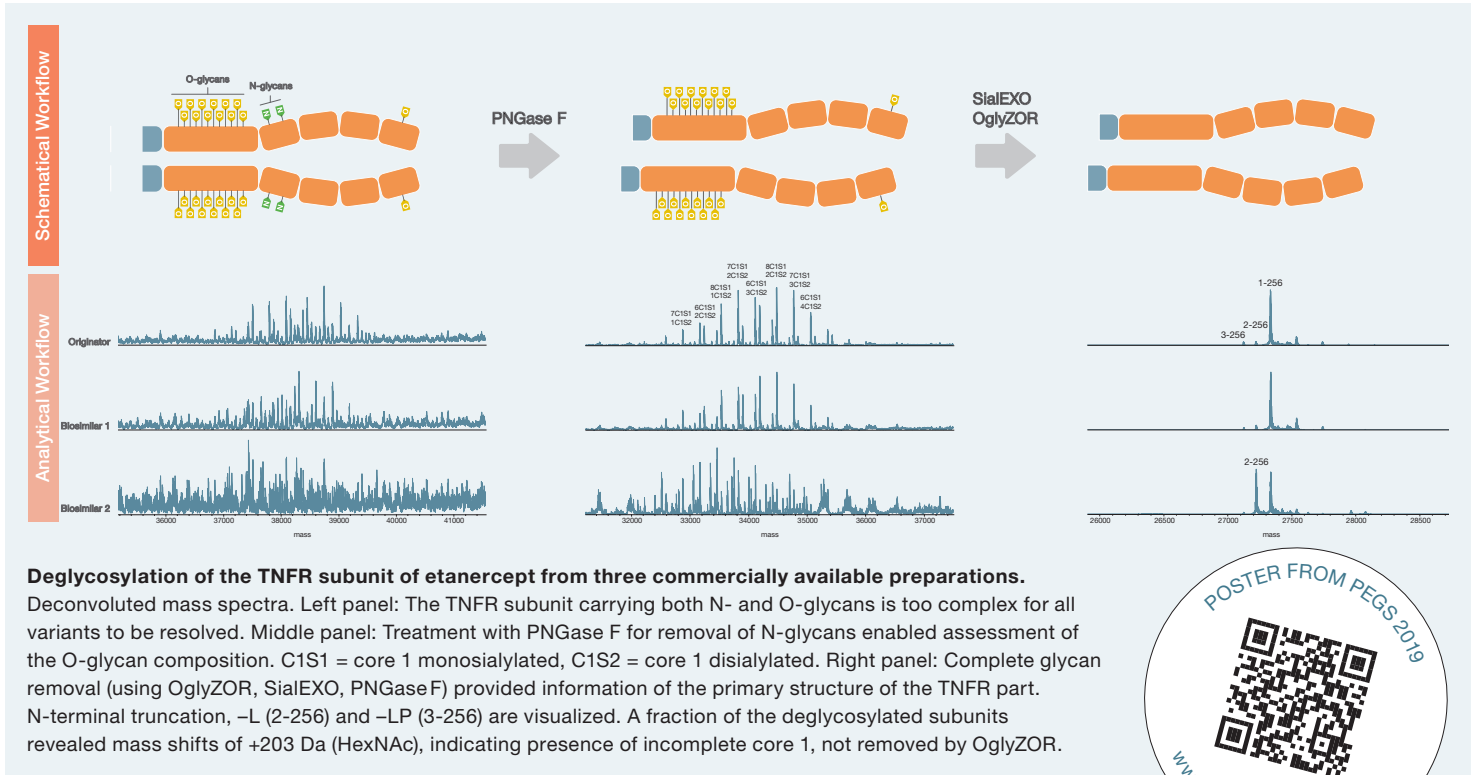 Schematical Workflow
O-glycans
N-glycans
PNGase F
SialEXO
OglyZOR
Analytical Workflow
Originator
Biosimilar 1
Biosimilar 2
36000 37000 38000 39000 40000 41000
mass
7C1S1
1C1S2
6C1S1
2C1S2
8C1S1
1C1S2
7C1S1
2C1S2
6C1S1
3C1S2
8C1S1
2C1S2
7C1S1
3C1S2
6C1S1
4C1S2
32000 33000 34000 35000 36000 37000
mass
1-256
2-256
3-256
2-256
26000 26500 27000 27500 28000 28500
mass
Deglycosylation of the TNFR subunit of etanercept from three commercially available preparations.
Deconvoluted mass spectra. Left panel: The TNFR subunit carrying both N- and O-glycans is too complex for all
variants to be resolved. Middle panel: Treatment with PNGase F for removal of N-glycans enabled assessment of
the O-glycan composition. C1S1 = core 1 monosialylated, C1S2 = core 1 disialylated. Right panel: Complete glycan
removal (using OglyZOR, SialEXO, PNGase F) provided information of the primary structure of the TNFR part.
N-terminal truncation, –L (2-256) and –LP (3-256) are visualized. A fraction of the deglycosylated subunits
revealed mass shifts of +203 Da (HexNAc), indicating presence of incomplete core 1, not removed by OglyZOR.
POSTER FROM PEGS 2019